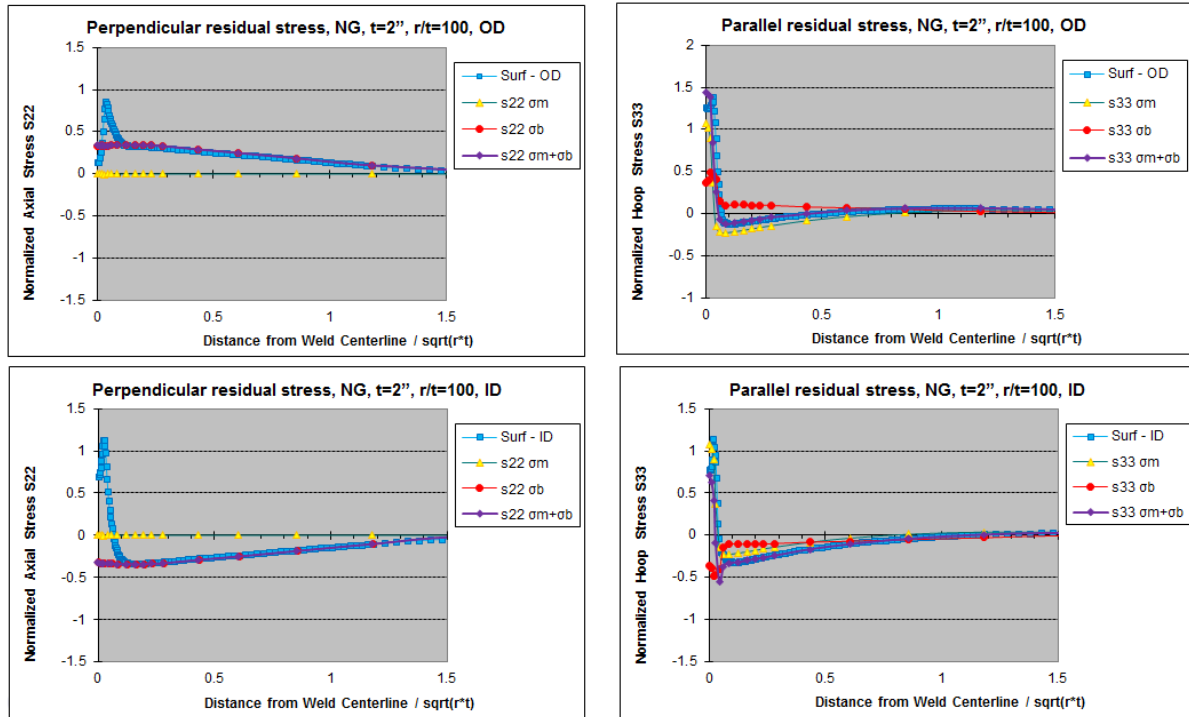 Perpendicular residual stress, NG, t=2”, r/t=100, OD
Normalized Axial Stress S22
1.5
1
0.5
0
-0.5
-1
-1.5
0
0.5
1
1.5
Distance from Weld Centerline / sqrt(r*t)
Surf - OD
s22 σm
s22 σb
s22 σm+σb
Parallel residual stress, NG, t=2”, r/t=100, OD
Normalized Hoop Stress S33
2
1.5
1
0.5
0
-0.5
-1
0
0.5
1
1.5
Distance from Weld Centerline / sqrt(r*t)
Surf - OD
s33 σm
s33 σb
s33 σm+σb
Perpendicular residual stress, NG, t=2”, r/t=100, ID
Normalized Axial Stress S22
1.5
1
0.5
0
-0.5
-1
-1.5
0
0.5
1
1.5
Distance from Weld Centerline / sqrt(r*t)
Surf - ID
s22 σm
s22 σb
s22 σm+σb
Parallel residual stress, NG, t=2”, r/t=100, ID
Normalized Hoop Stress S33
1.5
1
0.5
0
-0.5
-1
-1.5
0
0.5
1
1.5
Distance from Weld Centerline / sqrt(r*t)
Surf - ID
s33 σm
s33 σb
s33 σm+σb